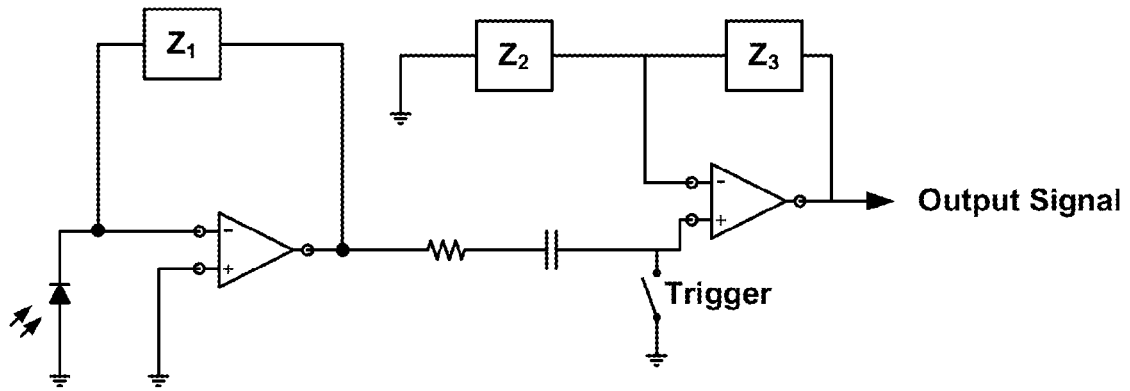 Z₁
Z₂
Z₃
-
+
-
+
Output Signal
Trigger